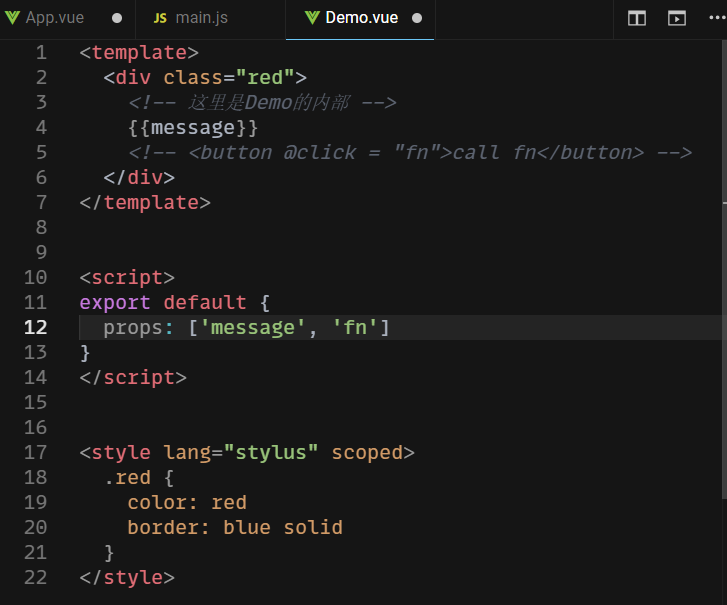 App.vue JS main.js Demo.vue
1 <template>
2 <div class="red">
3 <!-- 这里是Demo的内部 -->
4 {{message}}
5 <!-- <button @click = "fn">call fn</button> -->
6 </div>
7 </template>
8
9
10 <script>
11 export default {
12 props: ['message', 'fn']
13 }
14 </script>
15
16
17 <style lang="stylus" scoped>
18 .red {
19 color: red
20 border: blue solid
21 }
22 </style>